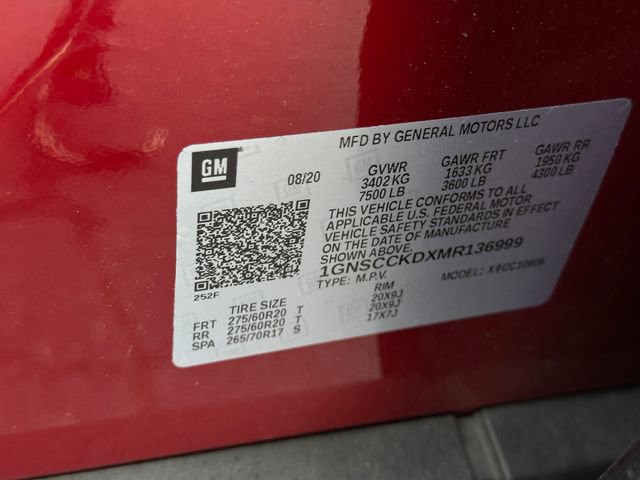 MFD BY GENERAL MOTORS LLC
GM
08/20
GVWR GAWR FRT GAWR RR
3402 KG 1633 KG 1950 KG
7500 LB 3600 LB 4300 LB
THIS VEHICLE CONFORMS TO ALL
APPLICABLE U.S. FEDERAL MOTOR
VEHICLE SAFETY STANDARDS IN EFFECT
ON THE DATE OF MANUFACTURE
SHOWN ABOVE.
1GNSCCKDXMR136999
TYPE: M.P.V. MODEL: X9CC10906
252F
TIRE SIZE RIM
FRT 275/60R20 T 20X9J
RR 275/60R20 T 20X9J
SPA 265/70R17 S 17X7J